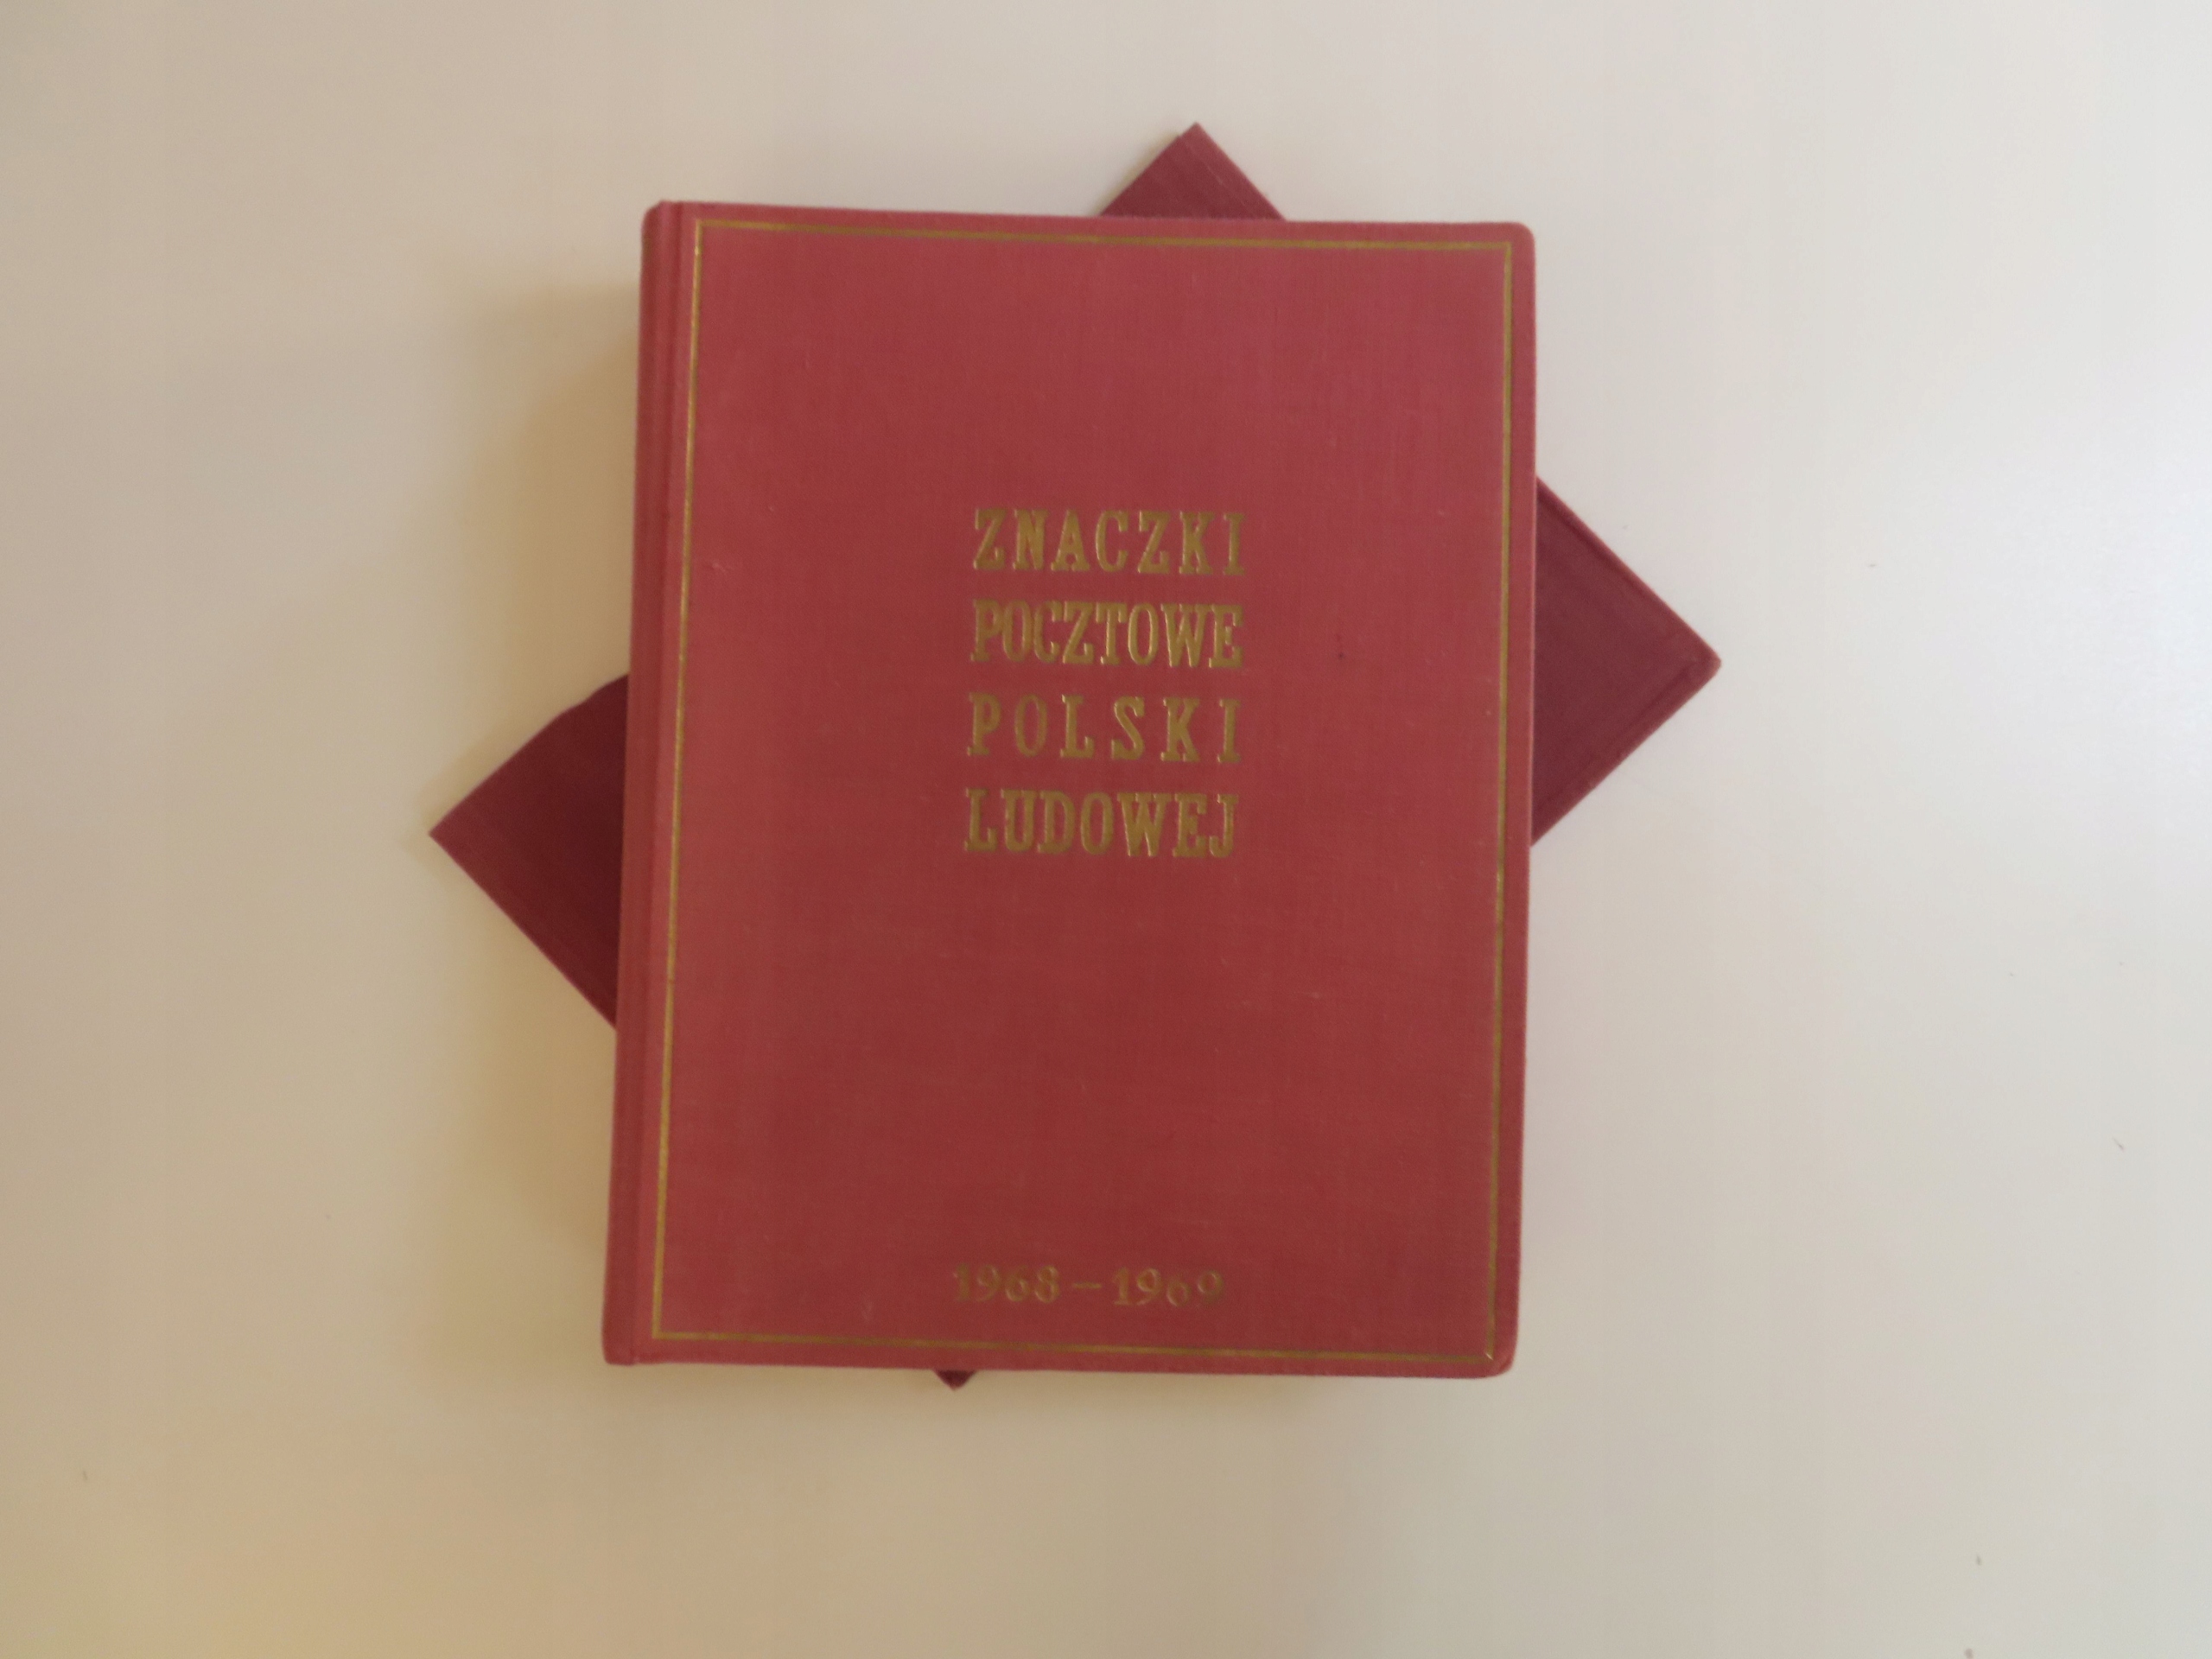 ZNACZKI
POCZTOWE
POLSKI
LUDOWEJ
1968-1969